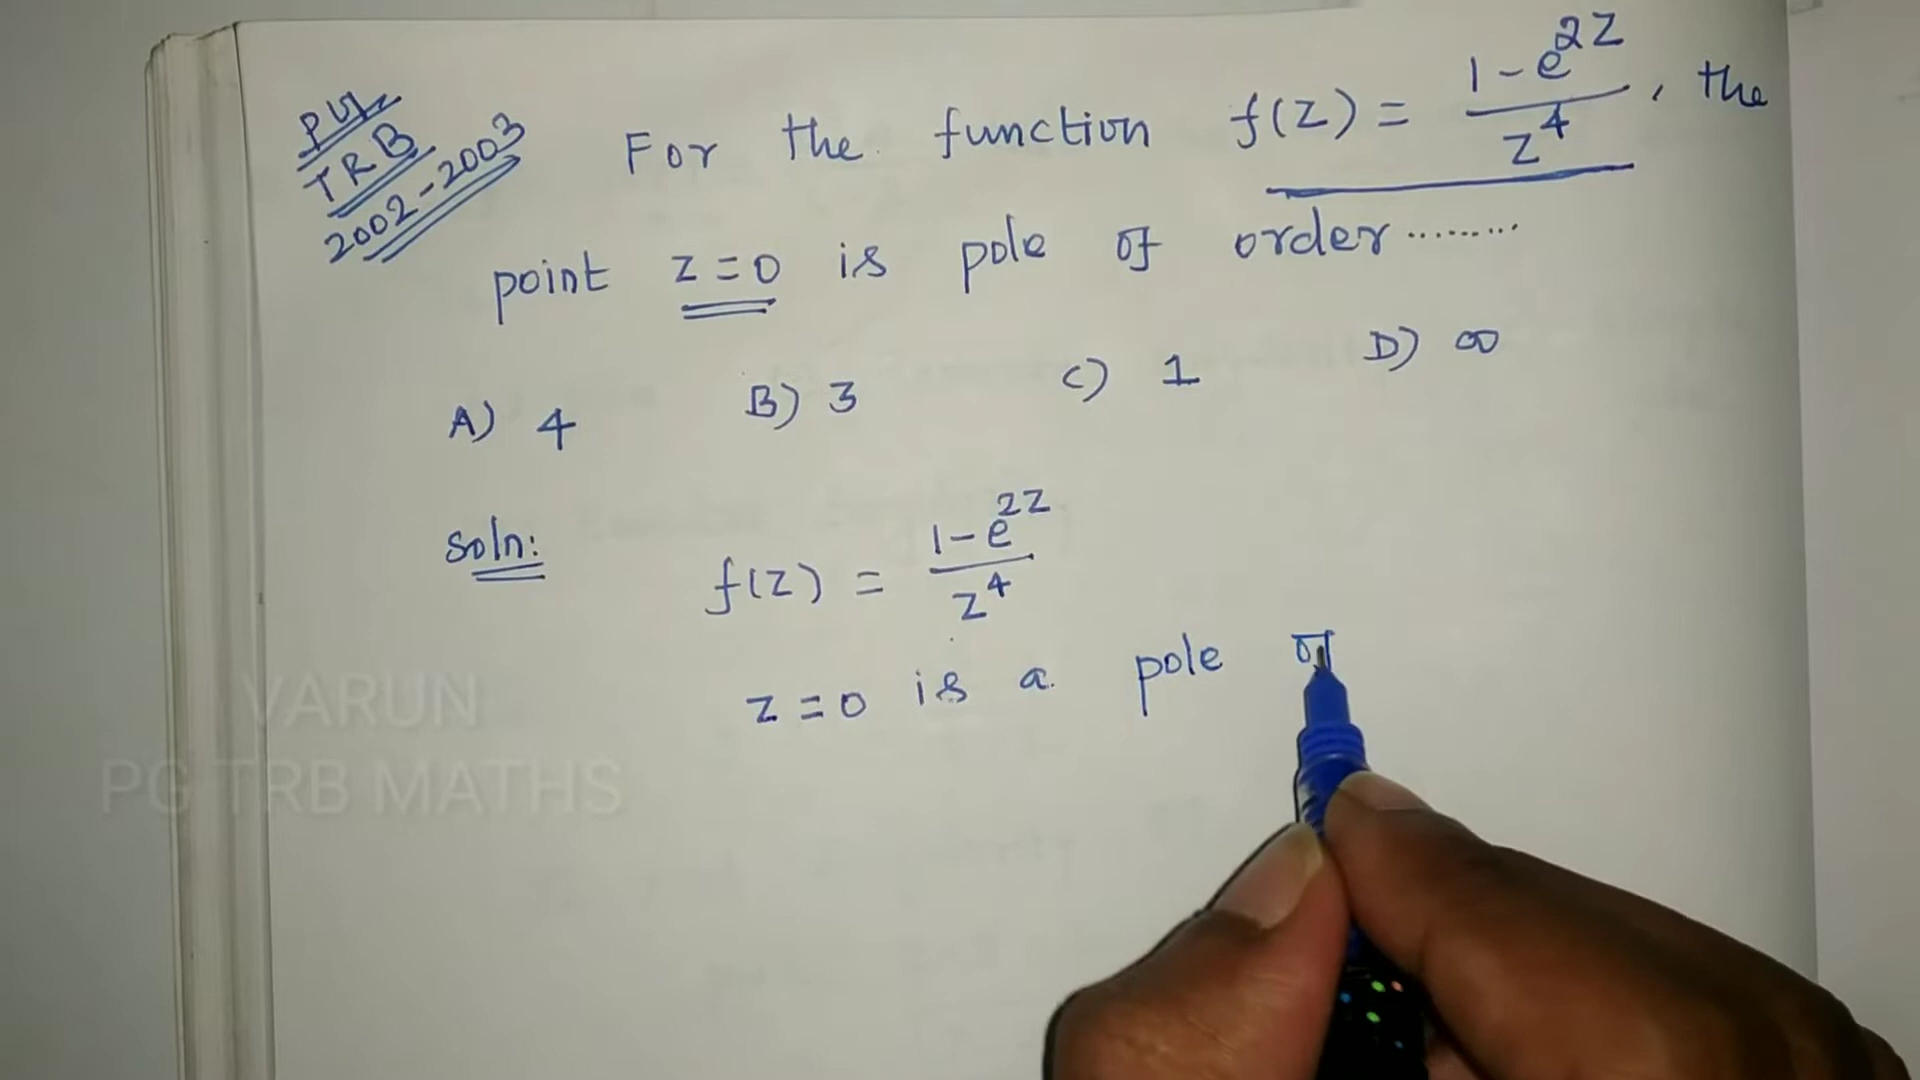 PY
TRB
2002-2003
For the function f(z) = (1-e^2z)/z^4, the
point z=0 is pole of order.........
A) 4 B) 3 C) 1 D) ∞
Soln:
f(z) = (1-e^2z)/z^4
z=0 is a pole of
VARUN
PG TRB MATHS